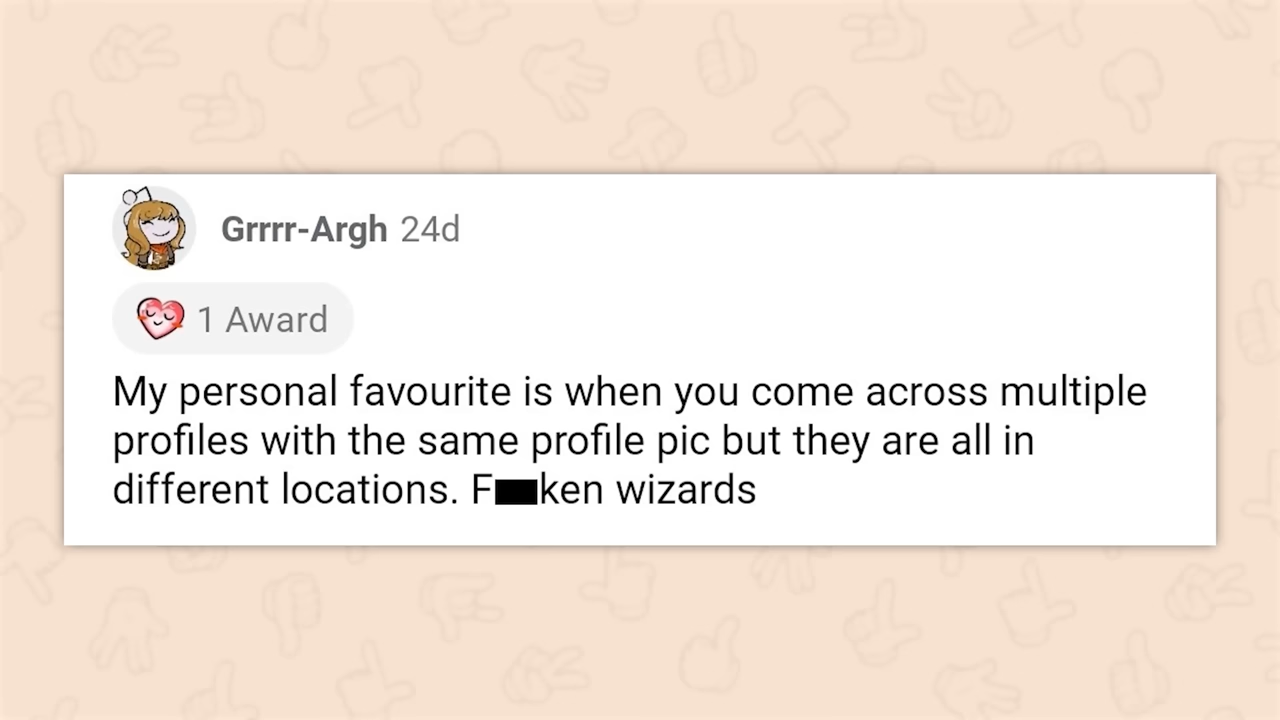 Grrrr-Argh 24d
1 Award
My personal favourite is when you come across multiple
profiles with the same profile pic but they are all in
different locations. F██ken wizards